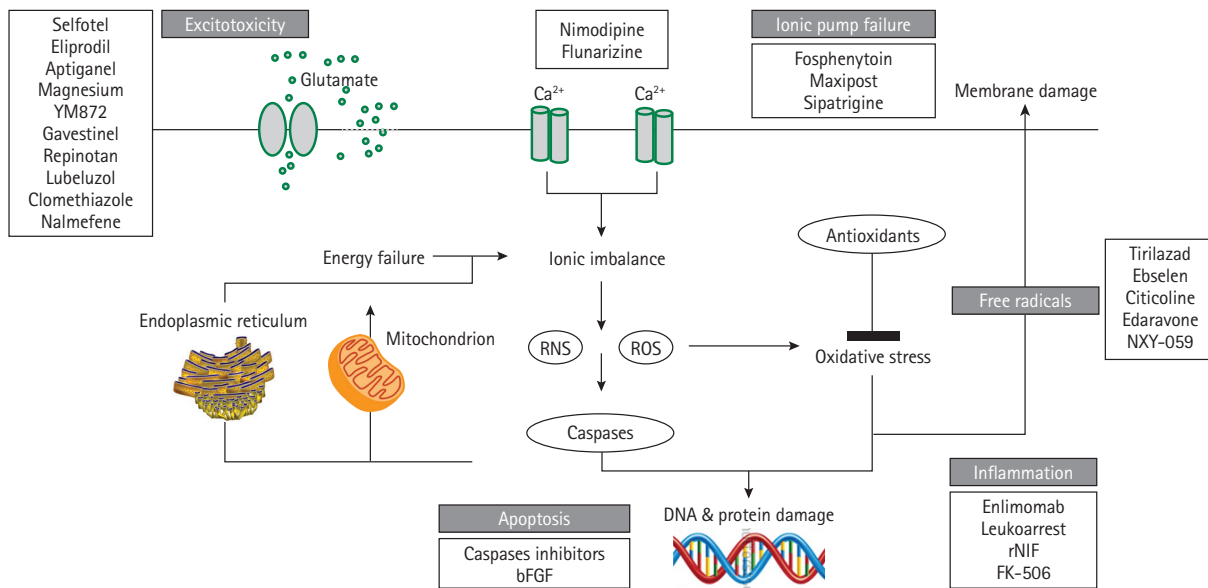 Selfotel
Eliprodil
Aptiganel
Magnesium
YM872
Gavestinel
Repinotan
Lubeluzol
Clomethiazole
Nalmefene
Excitotoxicity
Glutamate
Nimodipine
Flunarizine
Ca²⁺
Ca²⁺
Ionic pump failure
Fosphenytoin
Maxipost
Sipatrigine
Membrane damage
Energy failure
Ionic imbalance
Antioxidants
Tirilazad
Ebselen
Citicoline
Edaravone
NXY-059
Free radicals
Endoplasmic reticulum
Mitochondrion
RNS
ROS
Oxidative stress
Caspases
Inflammation
Enlimomab
Leukoarrest
rNIF
FK-506
Apoptosis
Caspases inhibitors
bFGF
DNA & protein damage